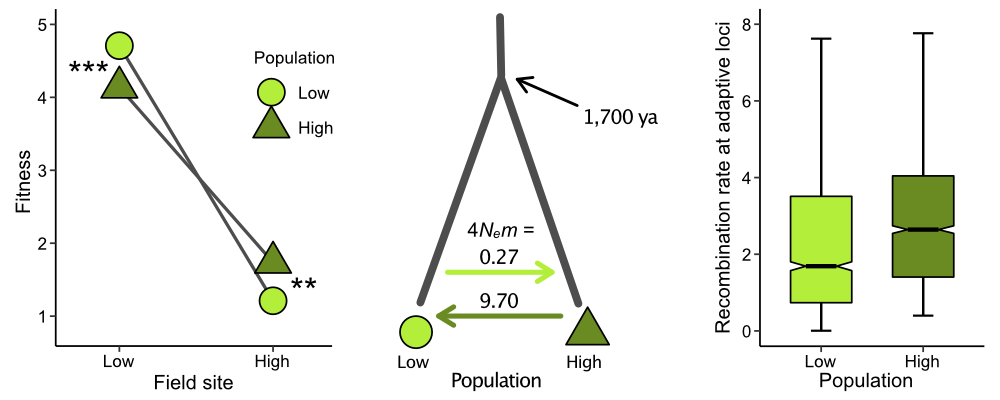 5
4
3
2
1
Fitness
***
**
Population
Low
High
Low
High
Field site
1,700 ya
4Nₑm =
0.27
9.70
Low
High
Population
8
6
4
2
0
Recombination rate at adaptive loci
Low
High
Population